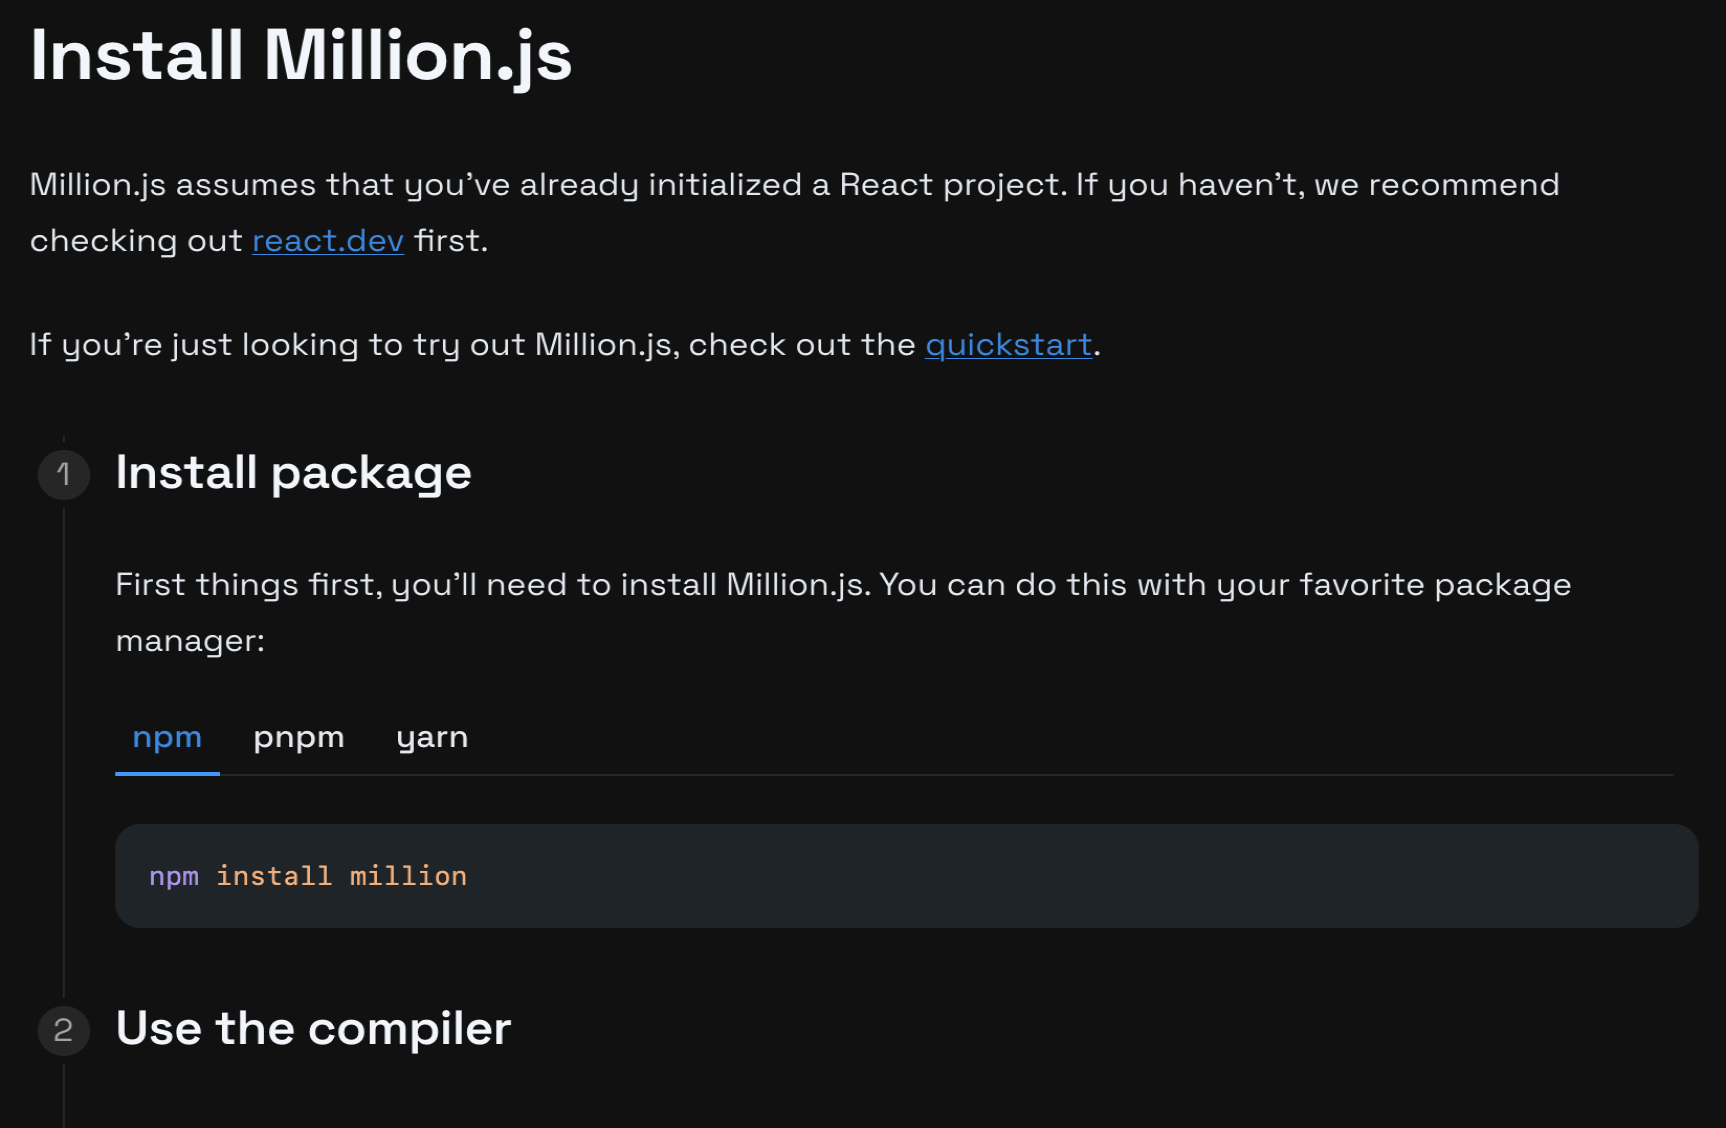 Install Million.js
Million.js assumes that you’ve already initialized a React project. If you haven’t, we recommend
checking out react.dev first.
If you’re just looking to try out Million.js, check out the quickstart.
1 Install package
First things first, you’ll need to install Million.js. You can do this with your favorite package
manager:
npm pnpm yarn
npm install million
2 Use the compiler